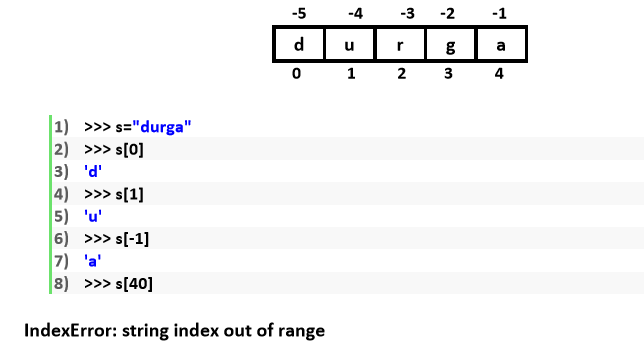 -5 -4 -3 -2 -1
d u r g a
0 1 2 3 4
1) >>> s="durga"
2) >>> s[0]
3) 'd'
4) >>> s[1]
5) 'u'
6) >>> s[-1]
7) 'a'
8) >>> s[40]
IndexError: string index out of range